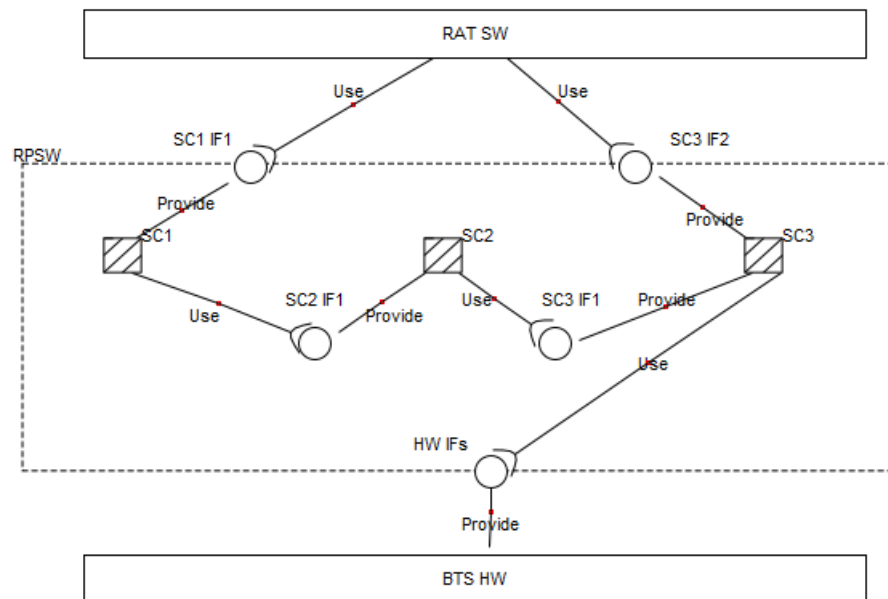 RAT SW
Use
Use
SC1 IF1
SC3 IF2
RPSW
Provide
Provide
SC1
SC2
SC3
SC2 IF1
SC3 IF1
Use
Provide
Use
Provide
Use
HW IFs
Provide
BTS HW